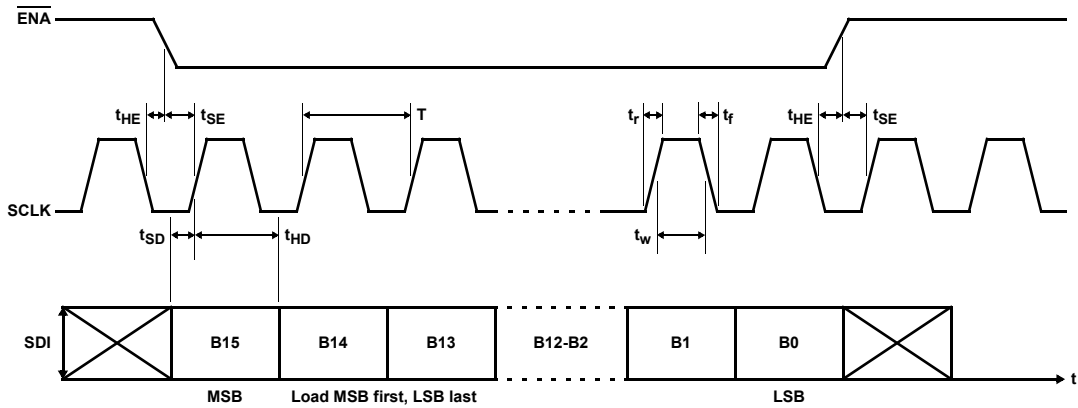 ENA
tHE tSE T tr tf tHE tSE
SCLK
tSD tHD tw
SDI B15 B14 B13 B12-B2 B1 B0 t
MSB Load MSB first, LSB last LSB